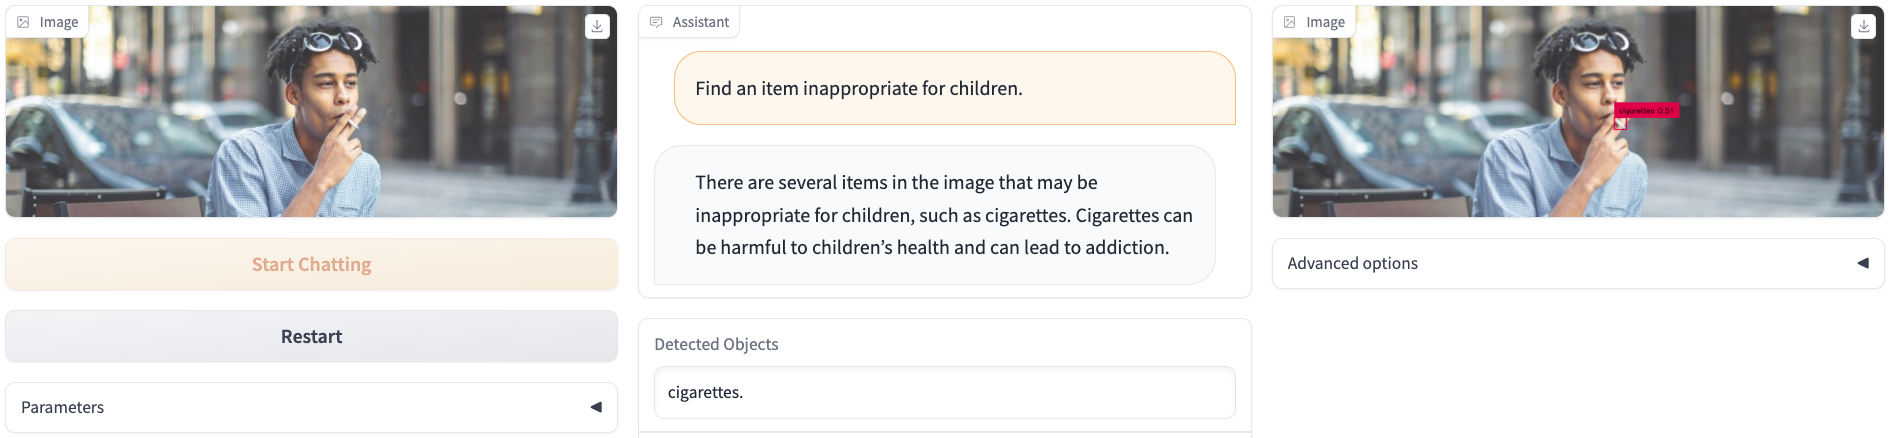 Image
Start Chatting
Restart
Parameters
Assistant
Find an item inappropriate for children.
There are several items in the image that may be
inappropriate for children, such as cigarettes. Cigarettes can
be harmful to children’s health and can lead to addiction.
Detected Objects
cigarettes.
Image
cigarettes 0.51
Advanced options